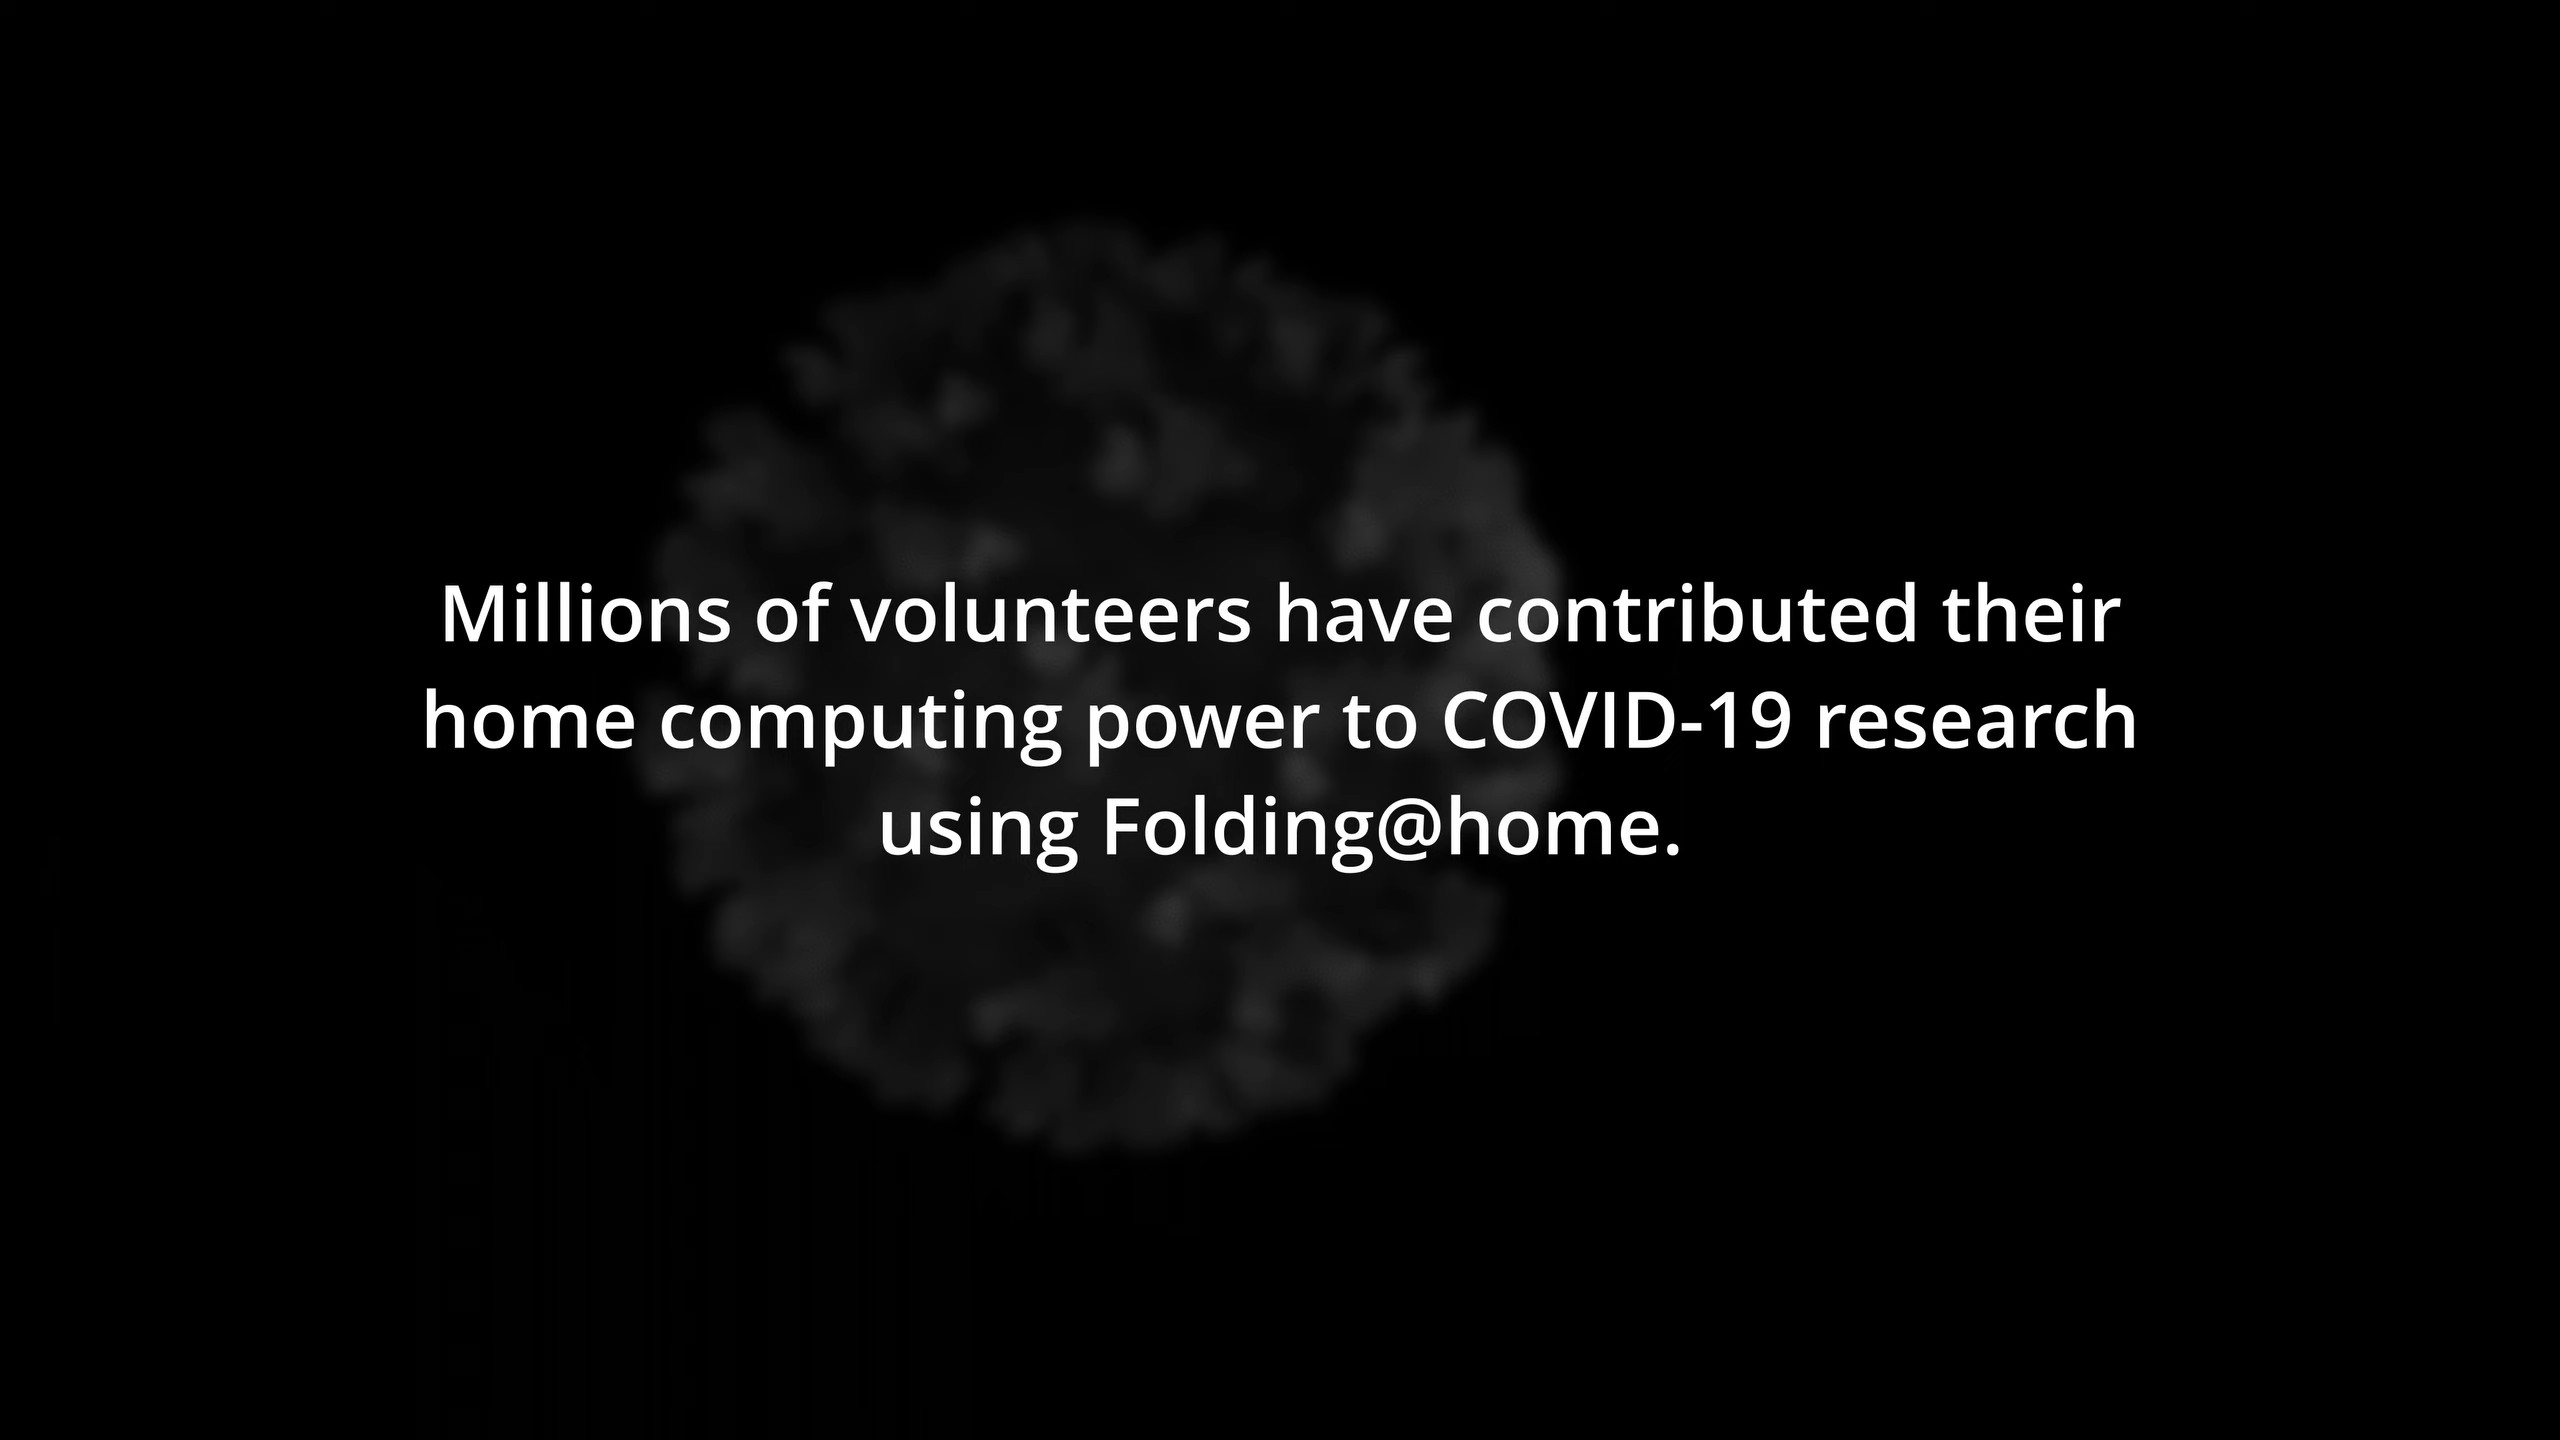 Millions of volunteers have contributed their
home computing power to COVID-19 research
using Folding@home.